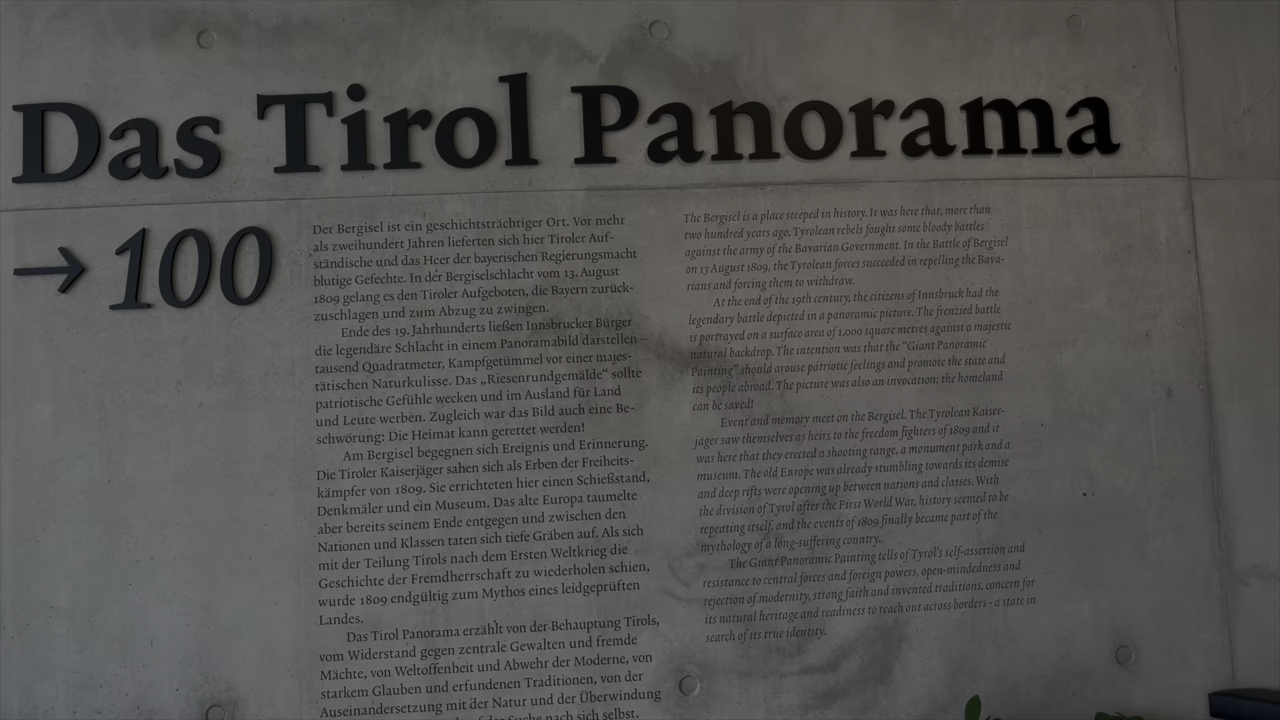 Das Tirol Panorama
→ 100
Der Bergisel ist ein geschichtsträchtiger Ort. Vor mehr
als zweihundert Jahren lieferten sich hier Tiroler Auf-
ständische und das Heer der bayerischen Regierungsmacht
blutige Gefechte. In der Bergiselschlacht vom 13. August
1809 gelang es den Tiroler Aufgeboten, die Bayern zurück-
zuschlagen und zum Abzug zu zwingen.
Ende des 19. Jahrhunderts ließen Innsbrucker Bürger
die legendäre Schlacht in einem Panoramabild darstellen –
tausend Quadratmeter, Kampfgetümmel vor einer majes-
tätischen Naturkulisse. Das „Riesenrundgemälde“ sollte
patriotische Gefühle wecken und im Ausland für Land
und Leute werben. Zugleich war das Bild auch eine Be-
schwörung: Die Heimat kann gerettet werden!
Am Bergisel begegnen sich Ereignis und Erinnerung.
Die Tiroler Kaiserjäger sahen sich als Erben der Freiheits-
kämpfer von 1809. Sie errichteten hier einen Schießstand,
Denkmäler und ein Museum. Das alte Europa taumelte
aber bereits seinem Ende entgegen und zwischen den
Nationen und Klassen taten sich tiefe Gräben auf. Als sich
mit der Teilung Tirols nach dem Ersten Weltkrieg die
Geschichte der Fremdherrschaft zu wiederholen schien,
wurde 1809 endgültig zum Mythos eines leidgeprüften
Landes.
Das Tirol Panorama erzählt von der Behauptung Tirols,
vom Widerstand gegen zentrale Gewalten und fremde
Mächte, von Weltoffenheit und Abwehr der Moderne, von
starkem Glauben und erfundenen Traditionen, von der
Auseinandersetzung mit der Natur und der Überwindung
auf der Suche nach sich selbst.
The Bergisel is a place steeped in history. It was here that, more than
two hundred years ago, Tyrolean rebels fought some bloody battles
against the army of the Bavarian Government. In the Battle of Bergisel
on 13 August 1809, the Tyrolean forces succeeded in repelling the Bava-
rians and forcing them to withdraw.
At the end of the 19th century, the citizens of Innsbruck had the
legendary battle depicted in a panoramic picture. The frenzied battle
is portrayed on a surface area of 1,000 square metres against a majestic
natural backdrop. The intention was that the "Giant Panoramic
Painting" should arouse patriotic feelings and promote the state and
its people abroad. The picture was also an invocation: the homeland
can be saved!
Event and memory meet on the Bergisel. The Tyrolean Kaiser-
jäger saw themselves as heirs to the freedom fighters of 1809 and it
was here that they erected a shooting range, a monument park and a
museum. The old Europe was already stumbling towards its demise
and deep rifts were opening up between nations and classes. With
the division of Tyrol after the First World War, history seemed to be
repeating itself, and the events of 1809 finally became part of the
mythology of a long-suffering country.
The Giant Panoramic Painting tells of Tyrol's self-assertion and
resistance to central forces and foreign powers, open-mindedness and
rejection of modernity, strong faith and invented traditions, concern for
its natural heritage and readiness to reach out across borders – a state in
search of its true identity.